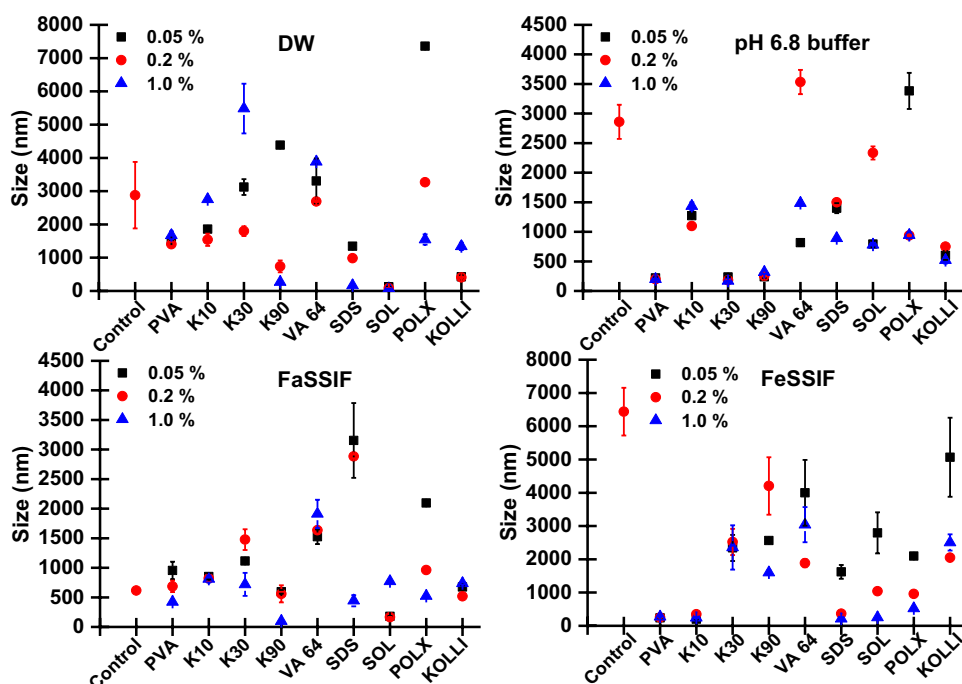 DW
0.05 %
0.2 %
1.0 %
Size (nm)
8000
7000
6000
5000
4000
3000
2000
1000
0
Control
PVA
K10
K30
K90
VA 64
SDS
SOL
POLX
KOLLI
pH 6.8 buffer
0.05 %
0.2 %
1.0 %
Size (nm)
4500
4000
3500
3000
2500
2000
1500
1000
500
0
Control
PVA
K10
K30
K90
VA 64
SDS
SOL
POLX
KOLLI
FaSSIF
0.05 %
0.2 %
1.0 %
Size (nm)
4500
4000
3500
3000
2500
2000
1500
1000
500
0
Control
PVA
K10
K30
K90
VA 64
SDS
SOL
POLX
KOLLI
FeSSIF
0.05 %
0.2 %
1.0 %
Size (nm)
8000
7000
6000
5000
4000
3000
2000
1000
0
Control
PVA
K10
K30
K90
VA 64
SDS
SOL
POLX
KOLLI